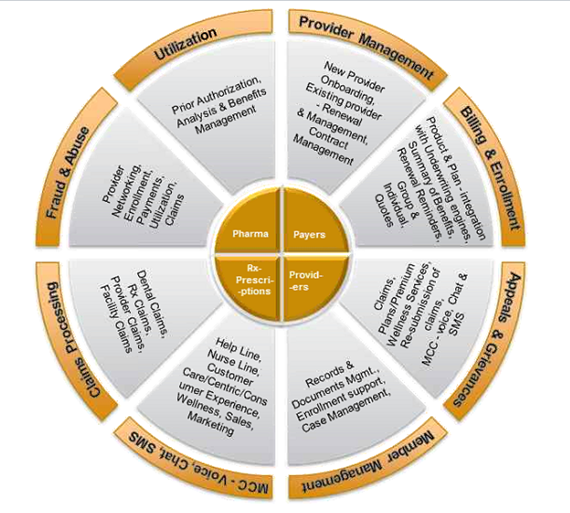 Utilization
Prior Authorization,
Analysis & Benefits
Management
Provider Management
New Provider
Onboarding,
Existing provider
- Renewal
& Management,
Contract
Management
Billing & Enrollment
Product & Plan - integration
with Underwriting engines,
Summary of Benefits,
Renewal Reminders,
Group &
Individual,
Quotes
Appeals & Grievances
Claims,
Plans/Premium
Wellness Services,
Re-submission of
claims,
MCC - voice, Chat &
SMS
Member Management
Records &
Documents Mgmt.,
Enrollment support,
Case Management,
MCC - Voice, Chat, SMS
Help Line,
Nurse Line,
Customer
Care/Centric/Cons
umer Experience,
Wellness, Sales,
Marketing
Claims Processing
Dental Claims,
Rx Claims,
Provider Claims,
Facility Claims
Fraud & Abuse
Provider
Networking,
Enrollment,
Payments,
Utilization,
Claims
Pharma
Payers
Rx-
Prescri-
-ptions
Provid-
-ers